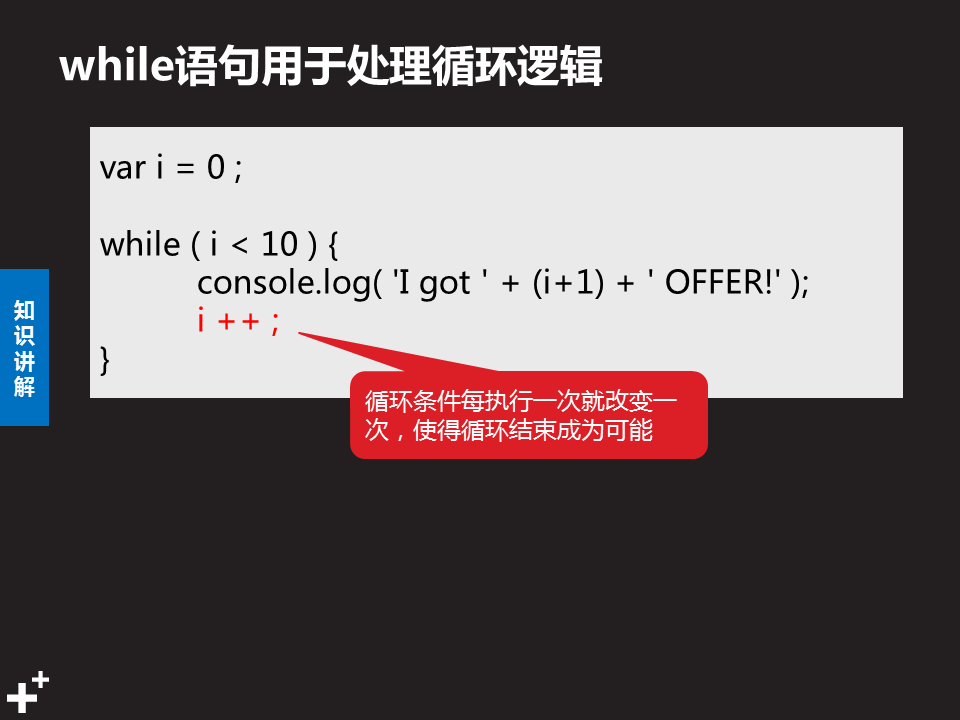 while语句用于处理循环逻辑
var i = 0 ;
while ( i < 10 ) {
console.log( 'I got ' + (i+1) + ' OFFER!' );
i ++ ;
}
知识讲解
循环条件每执行一次就改变一
次，使得循环结束成为可能